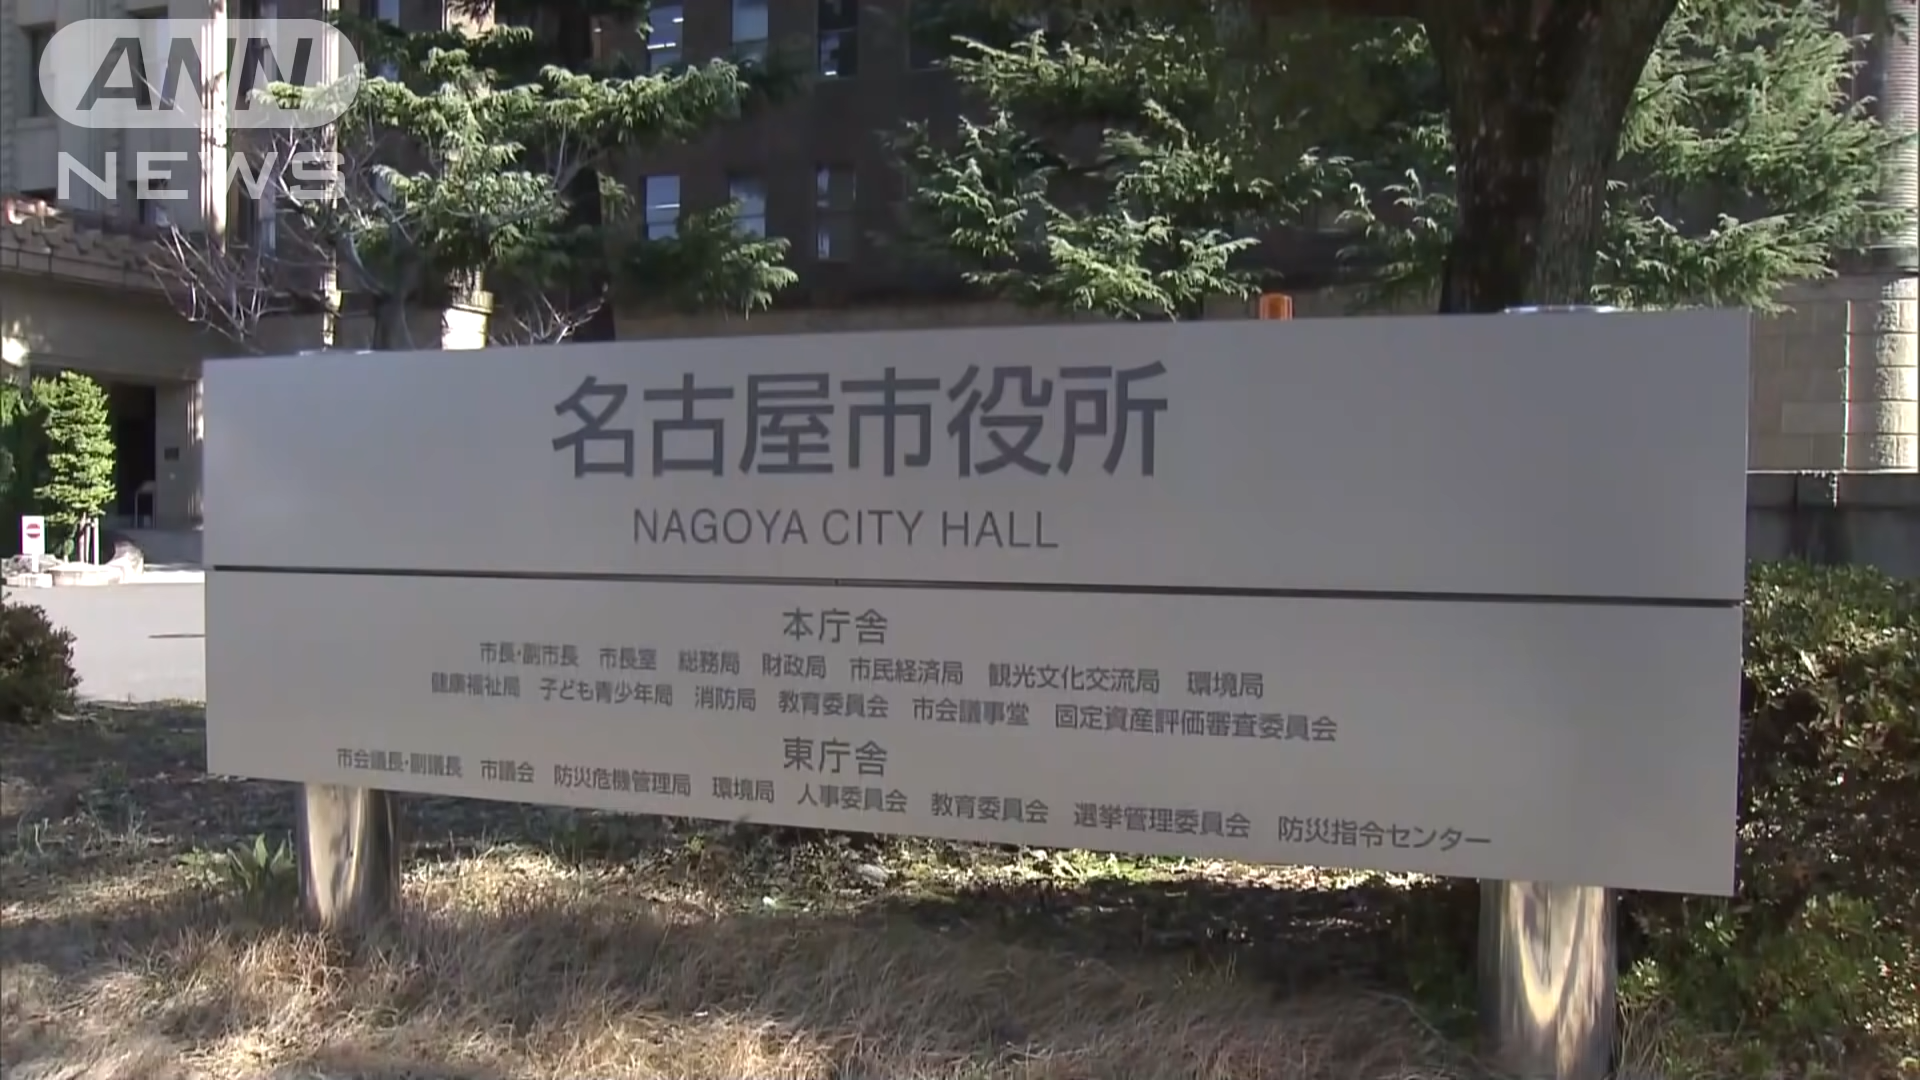 ANN
NEWS
名古屋市役所
NAGOYA CITY HALL
本庁舎
市長・副市長 市長室 総務局 財政局 市民経済局 観光文化交流局 環境局
健康福祉局 子ども青少年局 消防局 教育委員会 市会議事堂 固定資産評価審査委員会
東庁舎
市会議長・副議長 市議会 防災危機管理局 環境局 人事委員会 教育委員会 選挙管理委員会 防災指令センター